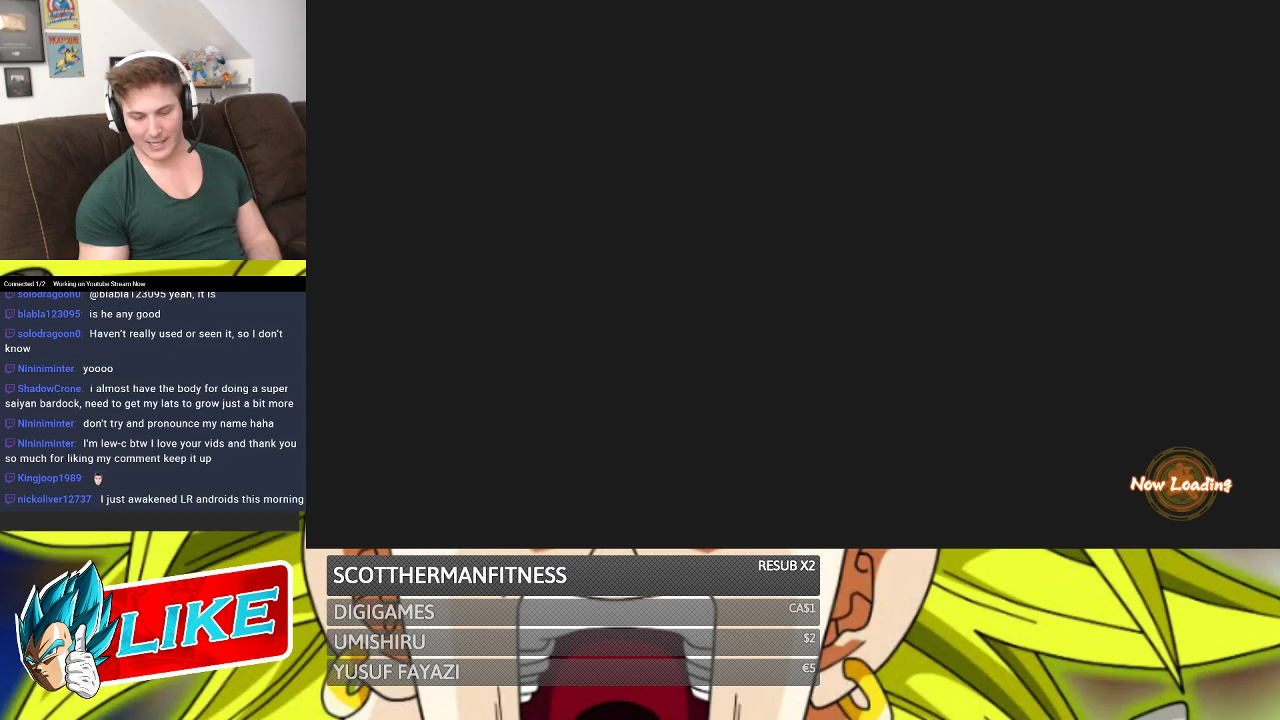 Connected 1/2 Working on Youtube Stream Now
solodragoon0: @blabla123095 yeah, it is
blabla123095: is he any good
solodragoon0: Haven't really used or seen it, so I don't
know
Nininiminter: yoooo
ShadowCrone: i almost have the body for doing a super
saiyan bardock, need to get my lats to grow just a bit more
NIniniminter: don't try and pronounce my name haha
NIniniminter: I'm lew-c btw I love your vids and thank you
so much for liking my comment keep it up
Kingjoop1989:
nickoliver12737: I just awakened LR androids this morning
Now Loading
LIKE
SCOTTHERMANFITNESS RESUB X2
DIGIGAMES CA$1
UMISHIRU $2
YUSUF FAYAZI €5